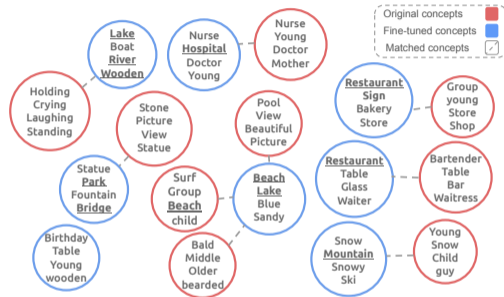 Original concepts
Fine-tuned concepts
Matched concepts
Lake
Boat
River
Wooden
Nurse
Hospital
Doctor
Young
Nurse
Young
Doctor
Mother
Holding
Crying
Laughing
Standing
Stone
Picture
View
Statue
Pool
View
Beautiful
Picture
Restaurant
Sign
Bakery
Store
Group
young
Store
Shop
Statue
Park
Fountain
Bridge
Surf
Group
Beach
child
Beach
Lake
Blue
Sandy
Restaurant
Table
Glass
Waiter
Bartender
Table
Bar
Waitress
Birthday
Table
Young
wooden
Bald
Middle
Older
bearded
Snow
Mountain
Snowy
Ski
Young
Snow
Child
guy